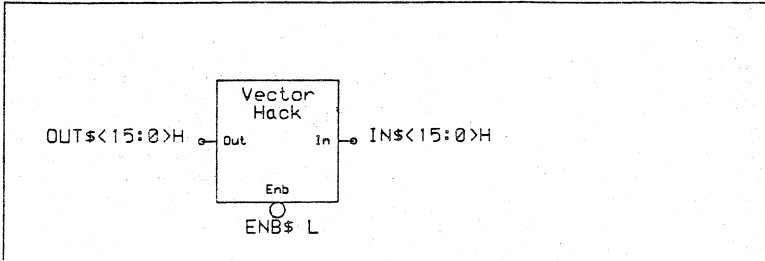 Vector
Hack
OUT$<15:0>H Out In IN$<15:0>H
Enb
ENB$ L